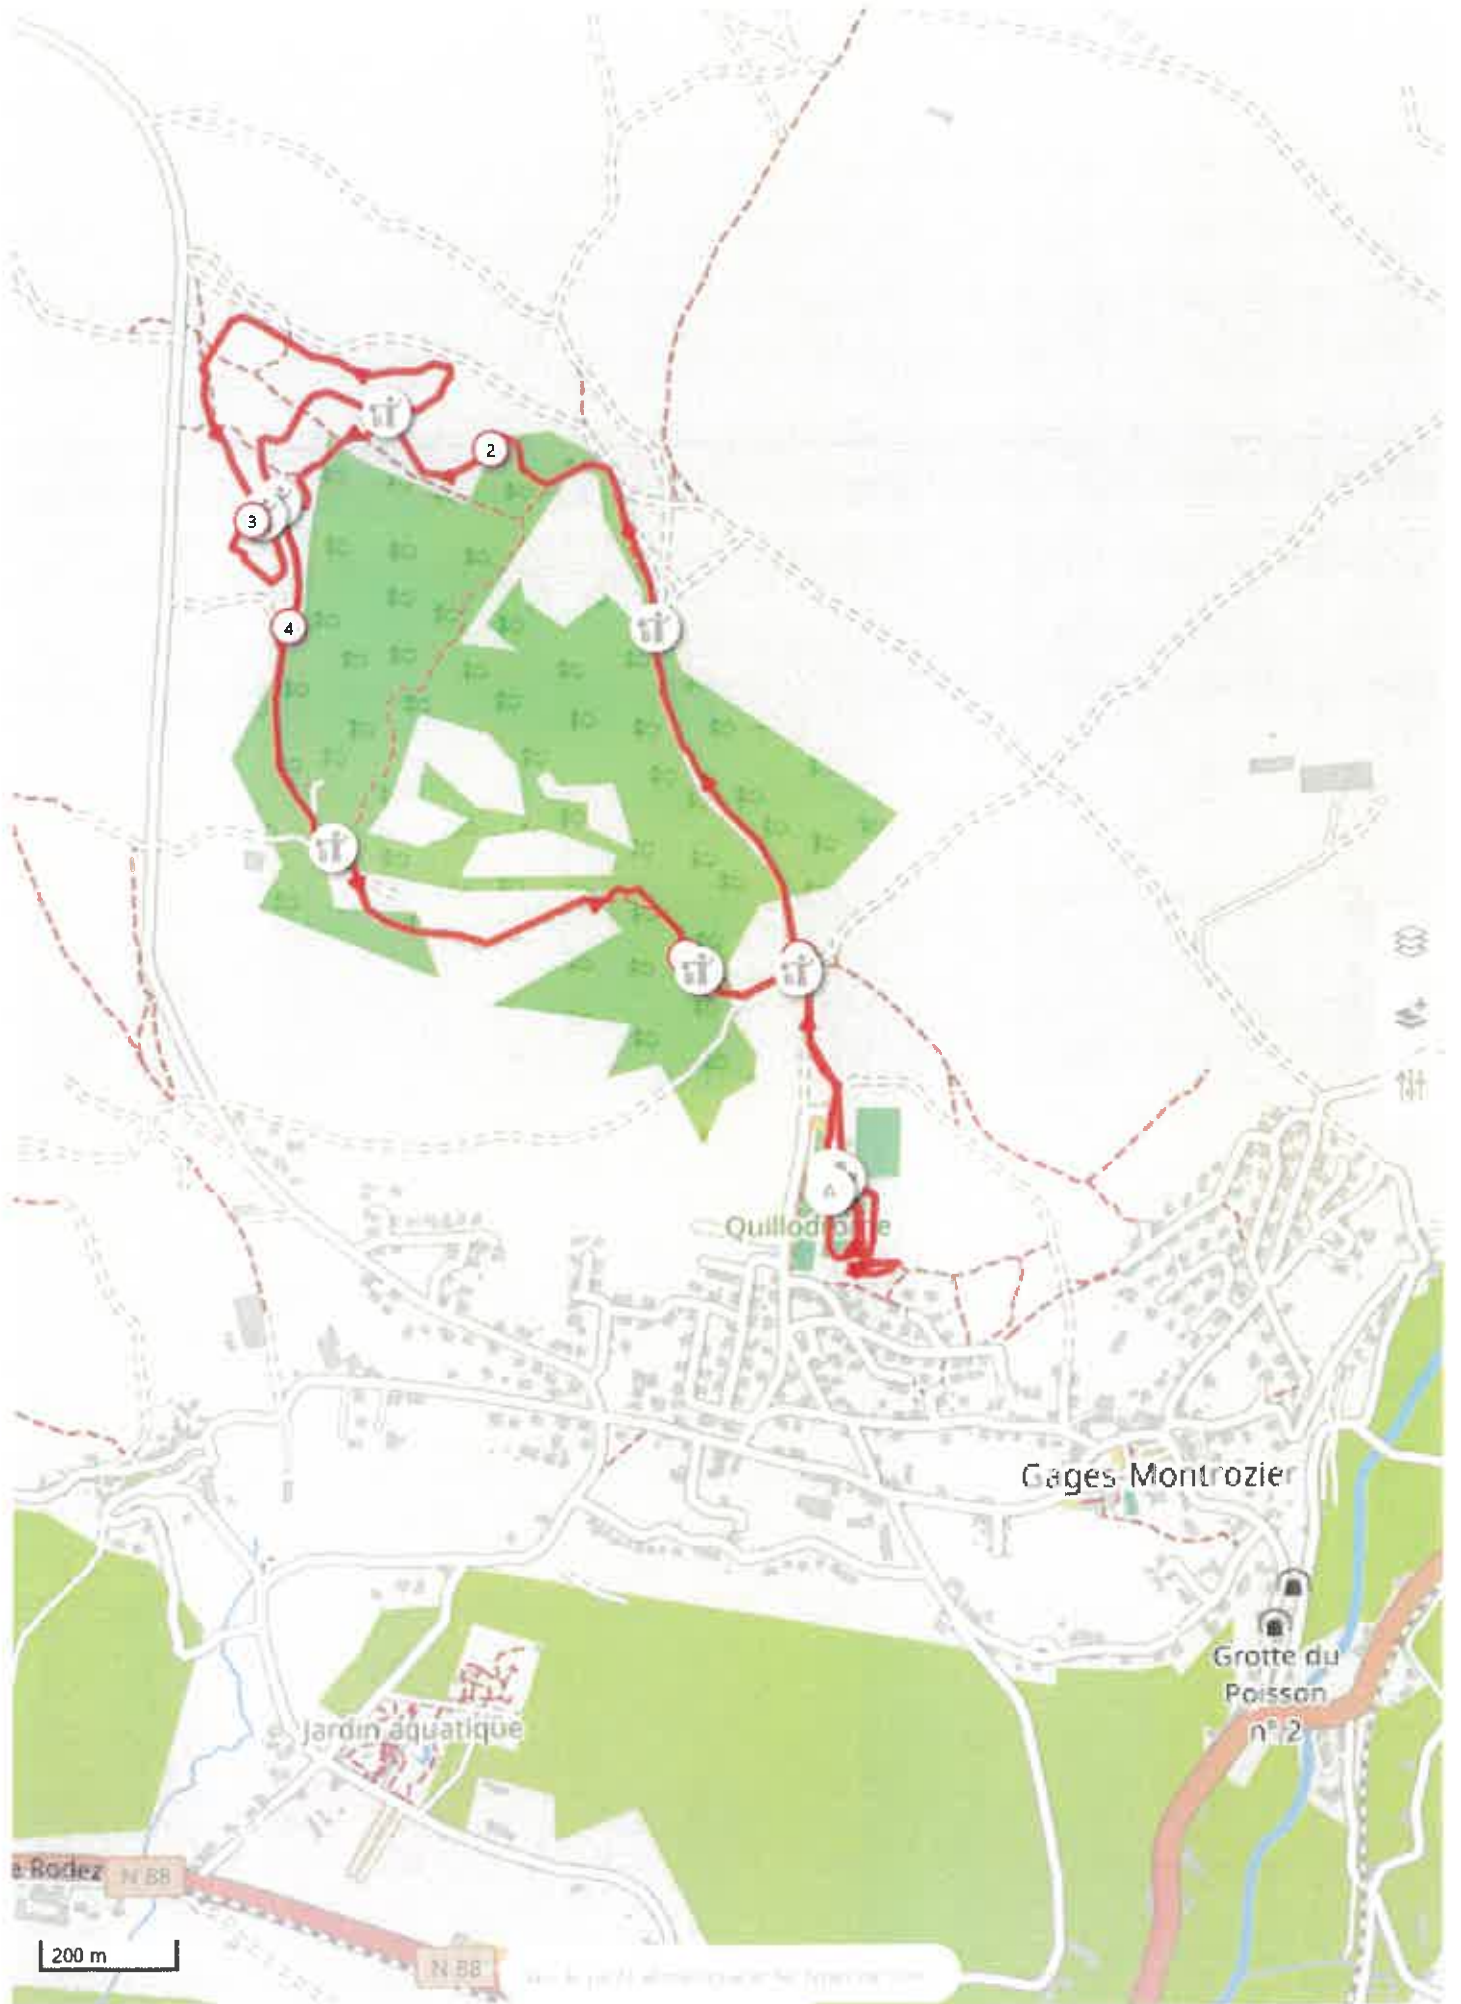 2
3
4
Quillodrome
Gages-Montrozier
Grotte du
Poisson
n° 2
Jardin aquatique
Rodez
N 88
N 88
200 m